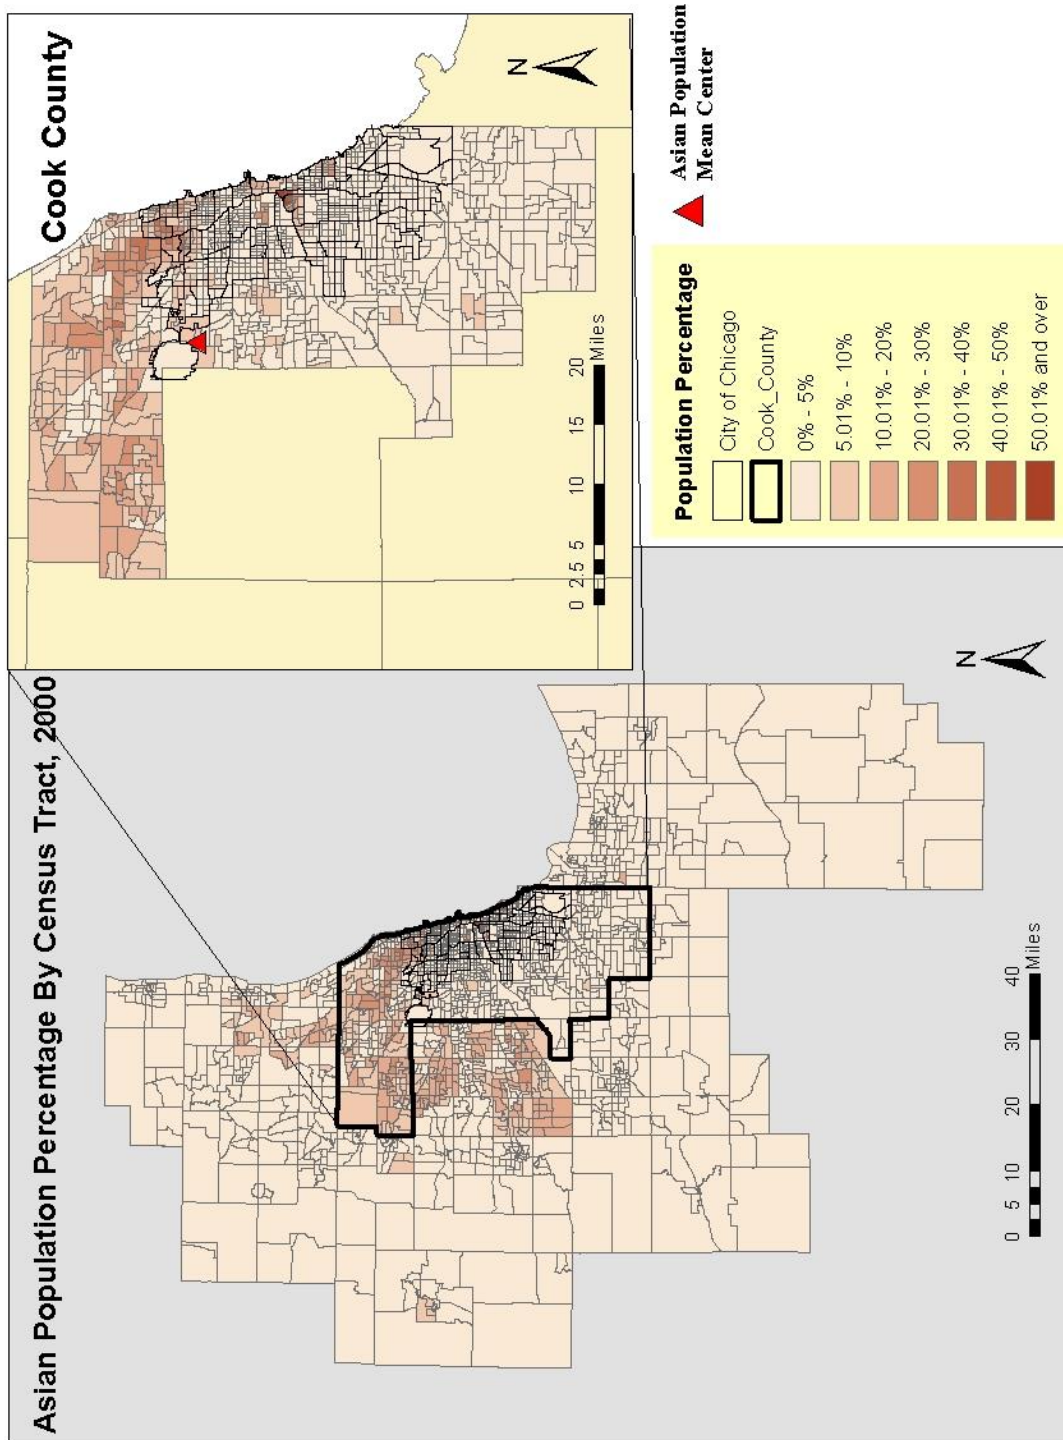 Asian Population Percentage By Census Tract, 2000
Cook County
N
0 2.5 5 10 15 20
Miles
N
0 5 10 20 30 40
Miles
Population Percentage
City of Chicago
Cook_County
0% - 5%
5.01% - 10%
10.01% - 20%
20.01% - 30%
30.01% - 40%
40.01% - 50%
50.01% and over
Asian Population
Mean Center